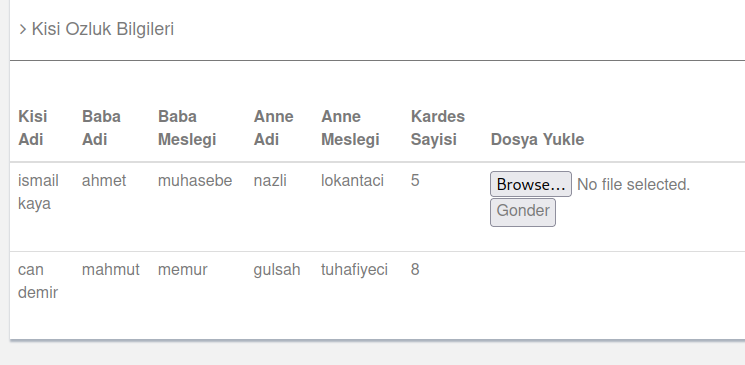 > Kisi Ozluk Bilgileri
Kisi Adi Baba Adi Baba Meslegi Anne Adi Anne Meslegi Kardes Sayisi Dosya Yukle
ismail kaya ahmet muhasebe nazli lokantaci 5 Browse... No file selected.
Gonder
can demir mahmut memur gulsah tuhafiyeci 8